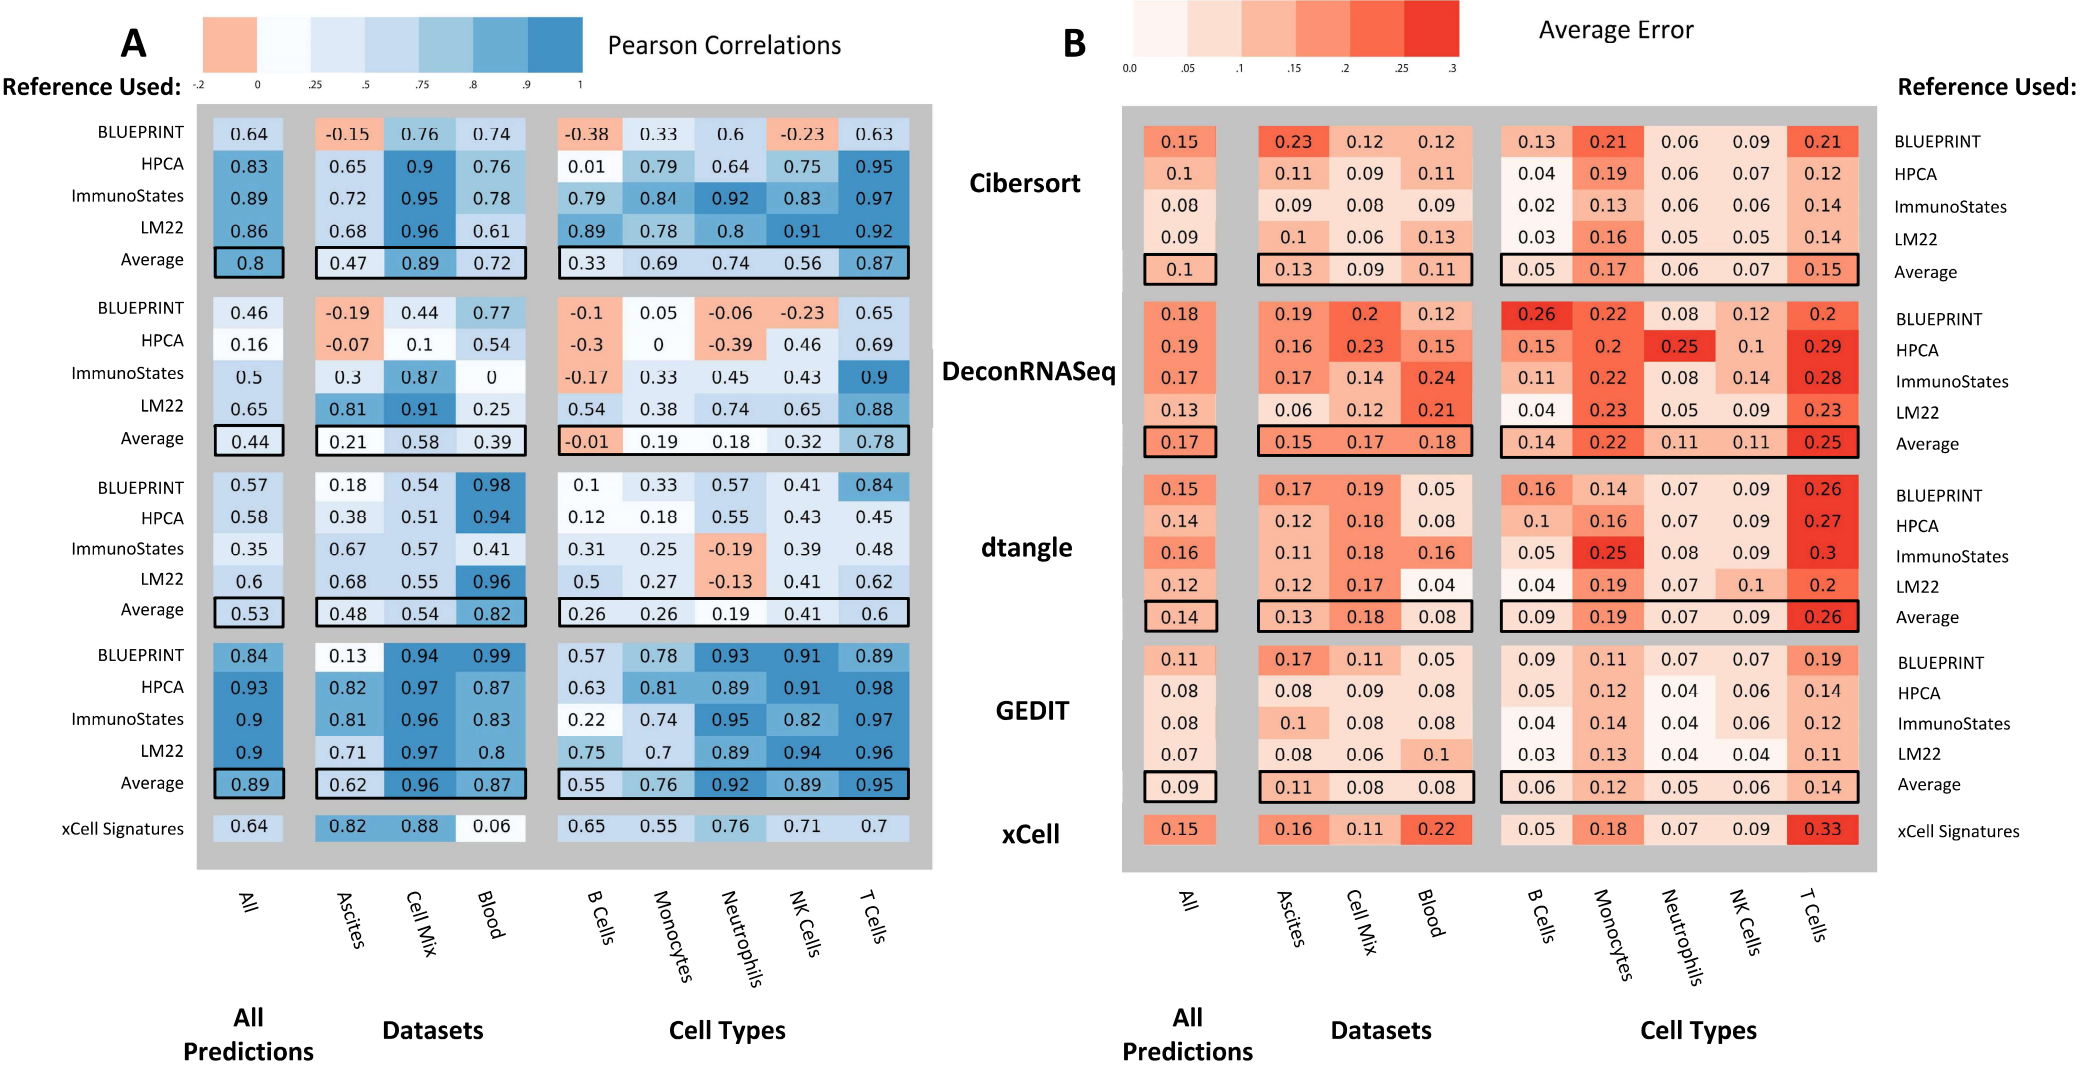 A
Pearson Correlations
-.2 0 .25 .5 .75 .8 .9 1
B
Average Error
0.0 .05 .1 .15 .2 .25 .3
Reference Used:
Reference Used:
BLUEPRINT 0.64 -0.15 0.76 0.74 -0.38 0.33 0.6 -0.23 0.63
HPCA 0.83 0.65 0.9 0.76 0.01 0.79 0.64 0.75 0.95
ImmunoStates 0.89 0.72 0.95 0.78 0.79 0.84 0.92 0.83 0.97
LM22 0.86 0.68 0.96 0.61 0.89 0.78 0.8 0.91 0.92
Average 0.8 0.47 0.89 0.72 0.33 0.69 0.74 0.56 0.87
BLUEPRINT 0.46 -0.19 0.44 0.77 -0.1 0.05 -0.06 -0.23 0.65
HPCA 0.16 -0.07 0.1 0.54 -0.3 0 -0.39 0.46 0.69
ImmunoStates 0.5 0.3 0.87 0 -0.17 0.33 0.45 0.43 0.9
LM22 0.65 0.81 0.91 0.25 0.54 0.38 0.74 0.65 0.88
Average 0.44 0.21 0.58 0.39 -0.01 0.19 0.18 0.32 0.78
BLUEPRINT 0.57 0.18 0.54 0.98 0.1 0.33 0.57 0.41 0.84
HPCA 0.58 0.38 0.51 0.94 0.12 0.18 0.55 0.43 0.45
ImmunoStates 0.35 0.67 0.57 0.41 0.31 0.25 -0.19 0.39 0.48
LM22 0.6 0.68 0.55 0.96 0.5 0.27 -0.13 0.41 0.62
Average 0.53 0.48 0.54 0.82 0.26 0.26 0.19 0.41 0.6
BLUEPRINT 0.84 0.13 0.94 0.99 0.57 0.78 0.93 0.91 0.89
HPCA 0.93 0.82 0.97 0.87 0.63 0.81 0.89 0.91 0.98
ImmunoStates 0.9 0.81 0.96 0.83 0.22 0.74 0.95 0.82 0.97
LM22 0.9 0.71 0.97 0.8 0.75 0.7 0.89 0.94 0.96
Average 0.89 0.62 0.96 0.87 0.55 0.76 0.92 0.89 0.95
xCell Signatures 0.64 0.82 0.88 0.06 0.65 0.55 0.76 0.71 0.7
All Ascites Cell Mix Blood B Cells Monocytes Neutrophils NK Cells T Cells
All
Predictions
Datasets
Cell Types
Cibersort
DeconRNASeq
dtangle
GEDIT
xCell
0.15 0.23 0.12 0.12 0.13 0.21 0.06 0.09 0.21 BLUEPRINT
0.1 0.11 0.09 0.11 0.04 0.19 0.06 0.07 0.12 HPCA
0.08 0.09 0.08 0.09 0.02 0.13 0.06 0.06 0.14 ImmunoStates
0.09 0.1 0.06 0.13 0.03 0.16 0.05 0.05 0.14 LM22
0.1 0.13 0.09 0.11 0.05 0.17 0.06 0.07 0.15 Average
0.18 0.19 0.2 0.12 0.26 0.22 0.08 0.12 0.2 BLUEPRINT
0.19 0.16 0.23 0.15 0.15 0.2 0.25 0.1 0.29 HPCA
0.17 0.17 0.14 0.24 0.11 0.22 0.08 0.14 0.28 ImmunoStates
0.13 0.06 0.12 0.21 0.04 0.23 0.05 0.09 0.23 LM22
0.17 0.15 0.17 0.18 0.14 0.22 0.11 0.11 0.25 Average
0.15 0.17 0.19 0.05 0.16 0.14 0.07 0.09 0.26 BLUEPRINT
0.14 0.12 0.18 0.08 0.1 0.16 0.07 0.09 0.27 HPCA
0.16 0.11 0.18 0.16 0.05 0.25 0.08 0.09 0.3 ImmunoStates
0.12 0.12 0.17 0.04 0.04 0.19 0.07 0.1 0.2 LM22
0.14 0.13 0.18 0.08 0.09 0.19 0.07 0.09 0.26 Average
0.11 0.17 0.11 0.05 0.09 0.11 0.07 0.07 0.19 BLUEPRINT
0.08 0.08 0.09 0.08 0.05 0.12 0.04 0.06 0.14 HPCA
0.08 0.1 0.08 0.08 0.04 0.14 0.04 0.06 0.12 ImmunoStates
0.07 0.08 0.06 0.1 0.03 0.13 0.04 0.04 0.11 LM22
0.09 0.11 0.08 0.08 0.06 0.12 0.05 0.06 0.14 Average
0.15 0.16 0.11 0.22 0.05 0.18 0.07 0.09 0.33 xCell Signatures
All Ascites Cell Mix Blood B Cells Monocytes Neutrophils NK Cells T Cells
All
Predictions
Datasets
Cell Types